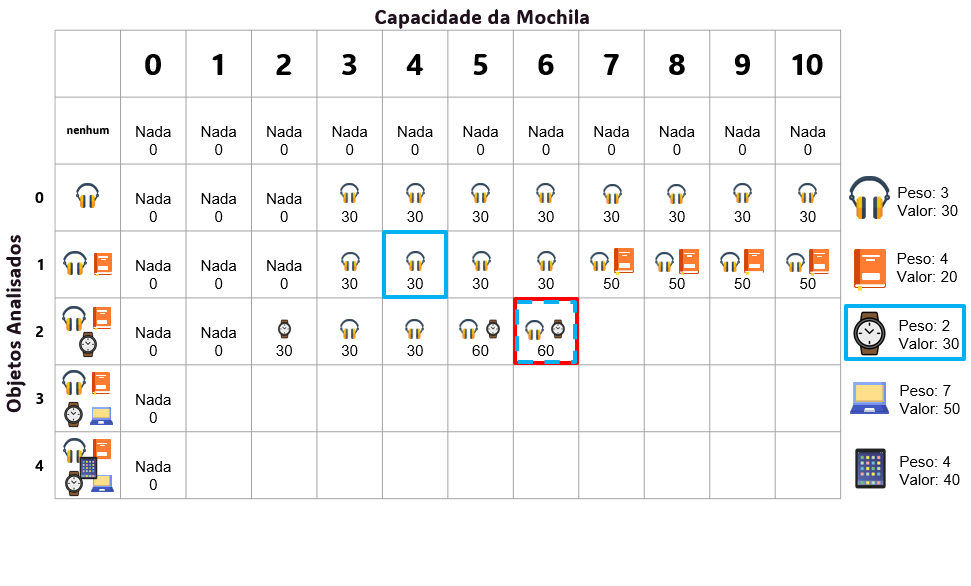 Capacidade da Mochila
0 1 2 3 4 5 6 7 8 9 10
nenhum Nada Nada Nada Nada Nada Nada Nada Nada Nada Nada Nada
0 0 0 0 0 0 0 0 0 0 0
Objetos Analisados
0 Nada Nada Nada
0 0 0 30 30 30 30 30 30 30 30
Peso: 3
Valor: 30
1 Nada Nada Nada
0 0 0 30 30 30 30 50 50 50 50
Peso: 4
Valor: 20
2 Nada Nada
0 0 30 30 30 60 60
Peso: 2
Valor: 30
3 Nada
0
Peso: 7
Valor: 50
4 Nada
0
Peso: 4
Valor: 40